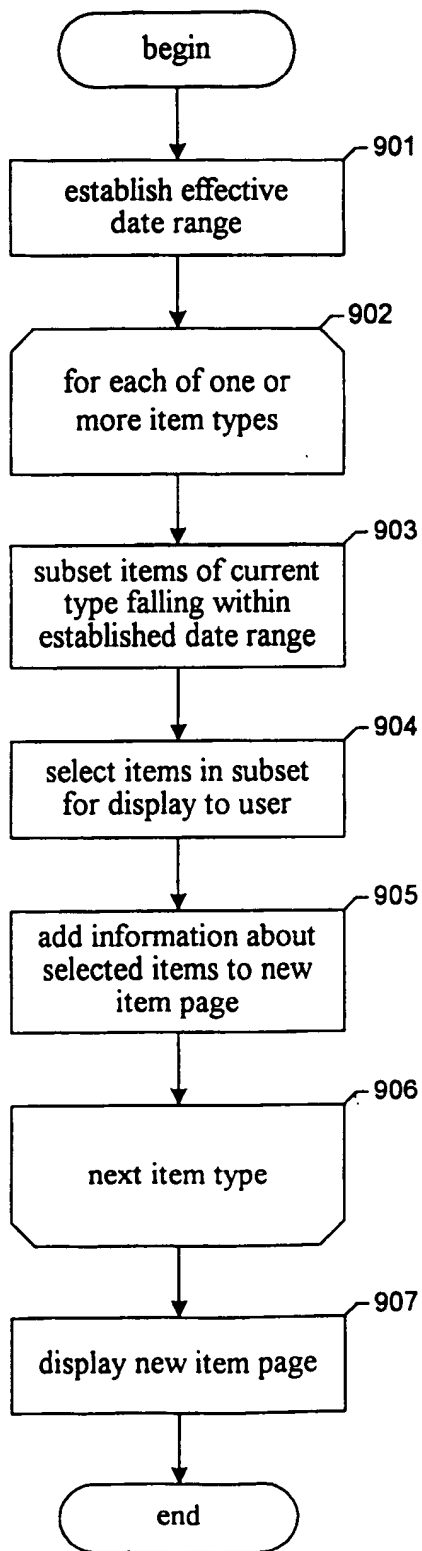 begin
901
establish effective
date range
902
for each of one or
more item types
903
subset items of current
type falling within
established date range
904
select items in subset
for display to user
905
add information about
selected items to new
item page
906
next item type
907
display new item page
end